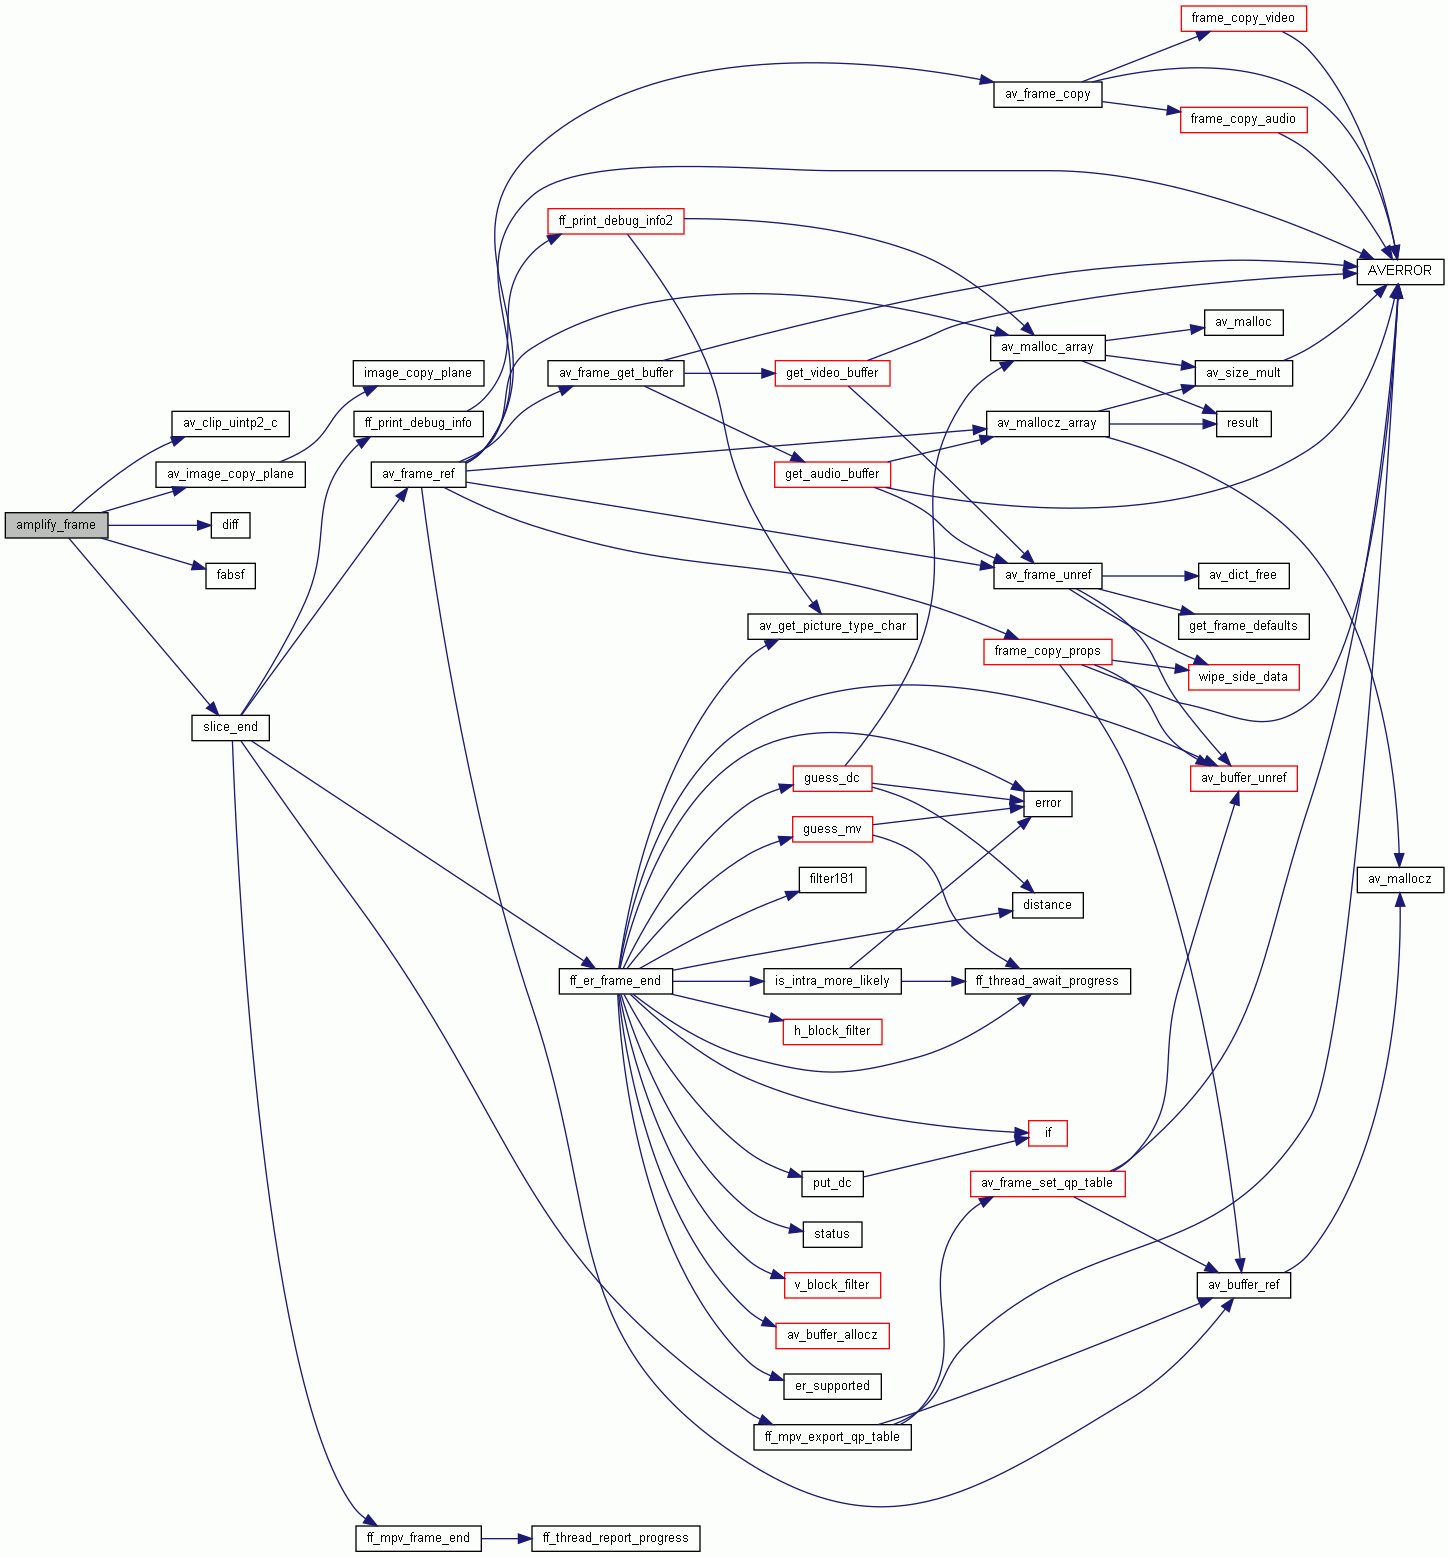 frame_copy_video
av_frame_copy
frame_copy_audio
ff_print_debug_info2
AVERROR
av_malloc
av_malloc_array
image_copy_plane
av_frame_get_buffer
get_video_buffer
av_size_mult
av_clip_uintp2_c
ff_print_debug_info
av_mallocz_array
result
av_image_copy_plane
av_frame_ref
get_audio_buffer
amplify_frame
diff
fabsf
av_frame_unref
av_dict_free
av_get_picture_type_char
get_frame_defaults
frame_copy_props
wipe_side_data
slice_end
guess_dc
av_buffer_unref
error
guess_mv
filter181
av_mallocz
distance
ff_er_frame_end
is_intra_more_likely
ff_thread_await_progress
h_block_filter
if
put_dc
av_frame_set_qp_table
status
v_block_filter
av_buffer_ref
av_buffer_allocz
er_supported
ff_mpv_export_qp_table
ff_mpv_frame_end
ff_thread_report_progress